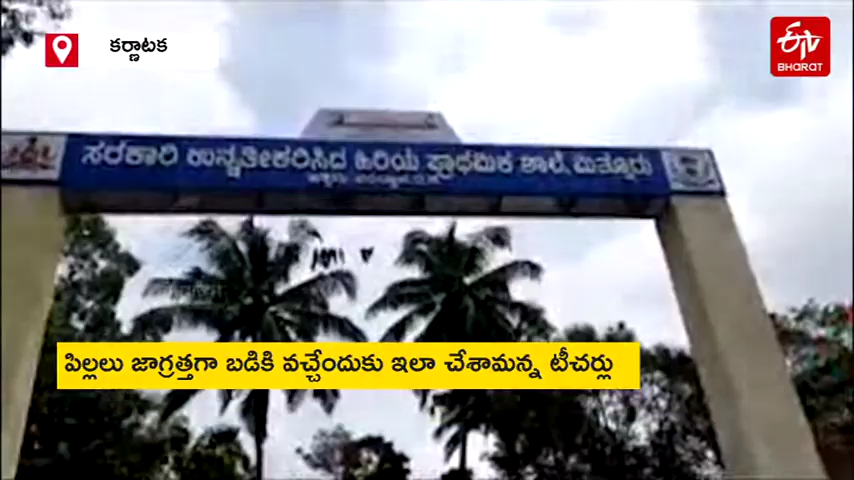 కర్ణాటక
ETV
BHARAT
ಸರಕಾರಿ ಉನ್ನತೀಕರಿಸಿದ ಹಿರಿಯ ಪ್ರಾಥಮಿಕ ಶಾಲೆ, ಮಿತ್ತೂರು
పిల్లలు జాగ్రత్తగా బడికి వచ్చేందుకు ఇలా చేశామన్న టీచర్లు